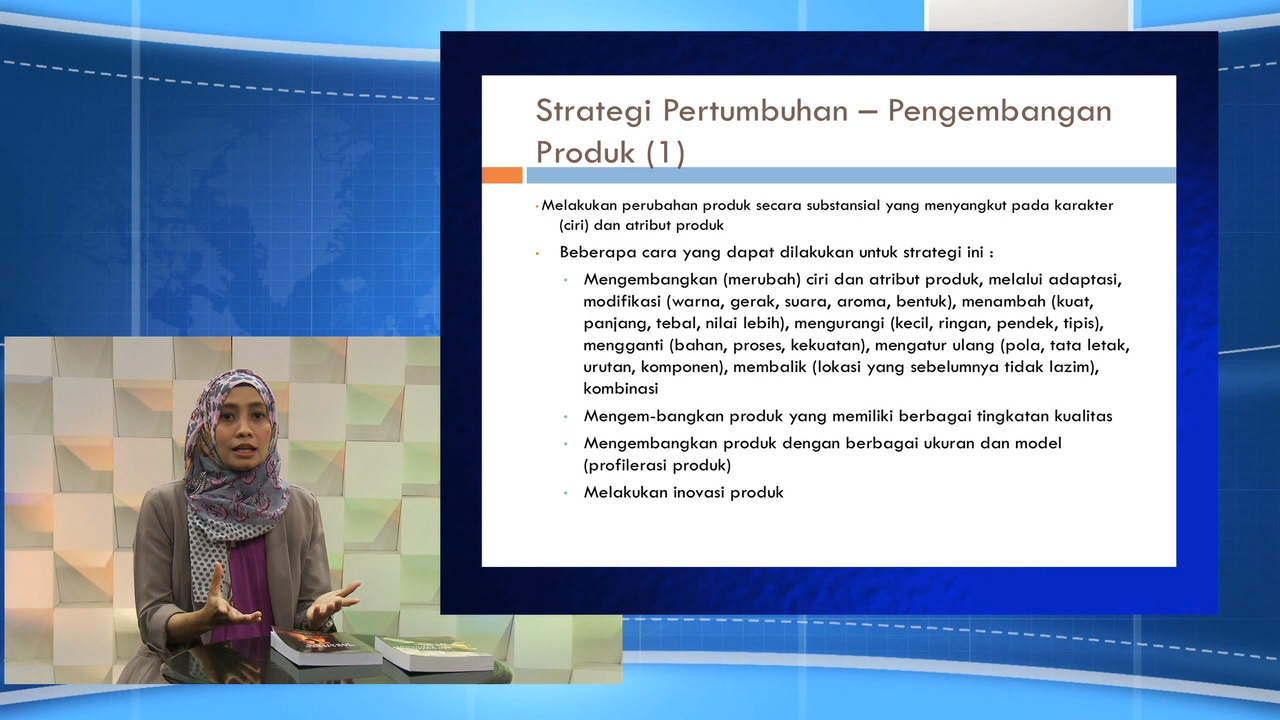 Strategi Pertumbuhan – Pengembangan
Produk (1)
Melakukan perubahan produk secara substansial yang menyangkut pada karakter
(ciri) dan atribut produk
Beberapa cara yang dapat dilakukan untuk strategi ini :
Mengembangkan (merubah) ciri dan atribut produk, melalui adaptasi,
modifikasi (warna, gerak, suara, aroma, bentuk), menambah (kuat,
panjang, tebal, nilai lebih), mengurangi (kecil, ringan, pendek, tipis),
mengganti (bahan, proses, kekuatan), mengatur ulang (pola, tata letak,
urutan, komponen), membalik (lokasi yang sebelumnya tidak lazim),
kombinasi
Mengem-bangkan produk yang memiliki berbagai tingkatan kualitas
Mengembangkan produk dengan berbagai ukuran dan model
(profilerasi produk)
Melakukan inovasi produk